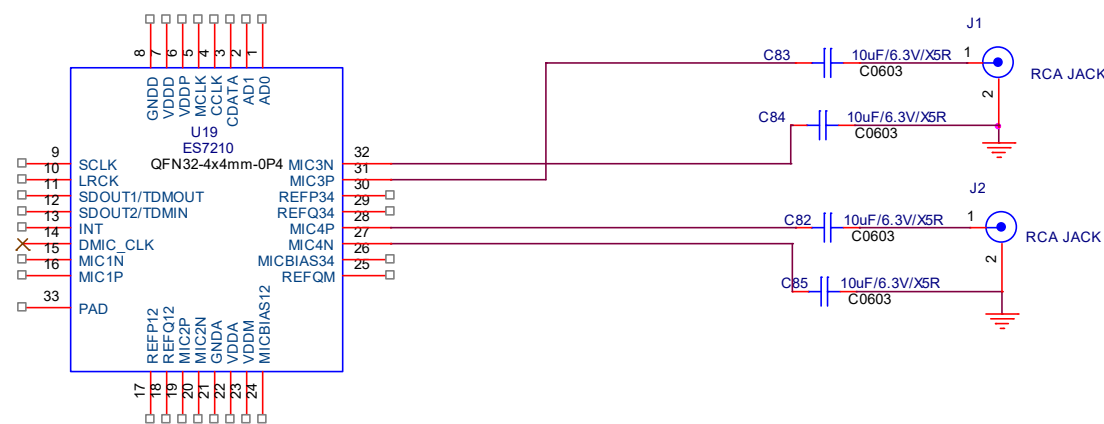 8
7
6
5
4
3
2
1
GNDD
VDDD
VDDP
MCLK
CCLK
CDATA
AD1
AD0
U19
ES7210
QFN32-4x4mm-0P4
9
SCLK
10
LRCK
11
SDOUT1/TDMOUT
12
SDOUT2/TDMIN
13
INT
14
DMIC_CLK
15
MIC1N
16
MIC1P
33
PAD
MIC3N
32
MIC3P
31
REFP34
30
REFQ34
29
MIC4P
28
MIC4N
27
MICBIAS34
26
REFQM
25
REFP12
REFQ12
MIC2P
MIC2N
GNDA
VDDA
VDDM
MICBIAS12
17
18
19
20
21
22
23
24
J1
C83
10uF/6.3V/X5R
C0603
1
RCA JACK
2
C84
10uF/6.3V/X5R
C0603
J2
C82
10uF/6.3V/X5R
C0603
1
RCA JACK
2
C85
10uF/6.3V/X5R
C0603